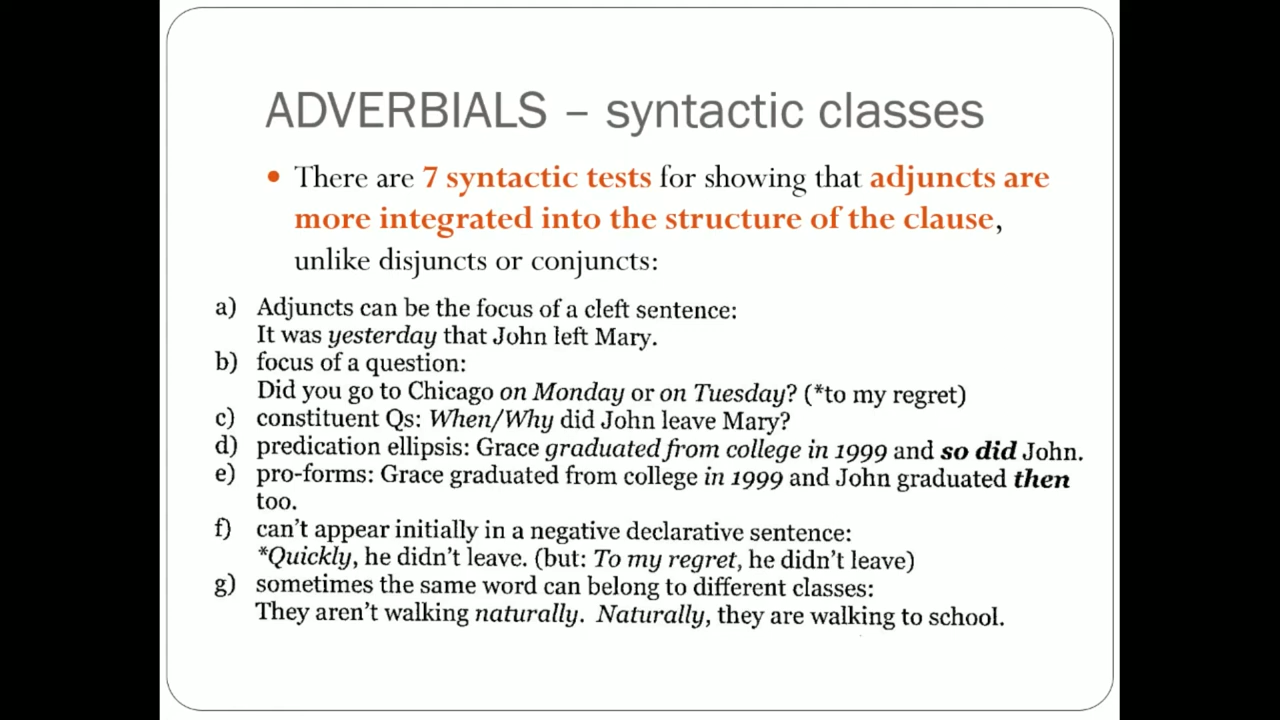 ADVERBIALS – syntactic classes
• There are 7 syntactic tests for showing that adjuncts are
more integrated into the structure of the clause,
unlike disjuncts or conjuncts:
a) Adjuncts can be the focus of a cleft sentence:
It was yesterday that John left Mary.
b) focus of a question:
Did you go to Chicago on Monday or on Tuesday? (*to my regret)
c) constituent Qs: When/Why did John leave Mary?
d) predication ellipsis: Grace graduated from college in 1999 and so did John.
e) pro-forms: Grace graduated from college in 1999 and John graduated then
too.
f) can't appear initially in a negative declarative sentence:
*Quickly, he didn't leave. (but: To my regret, he didn't leave)
g) sometimes the same word can belong to different classes:
They aren't walking naturally. Naturally, they are walking to school.